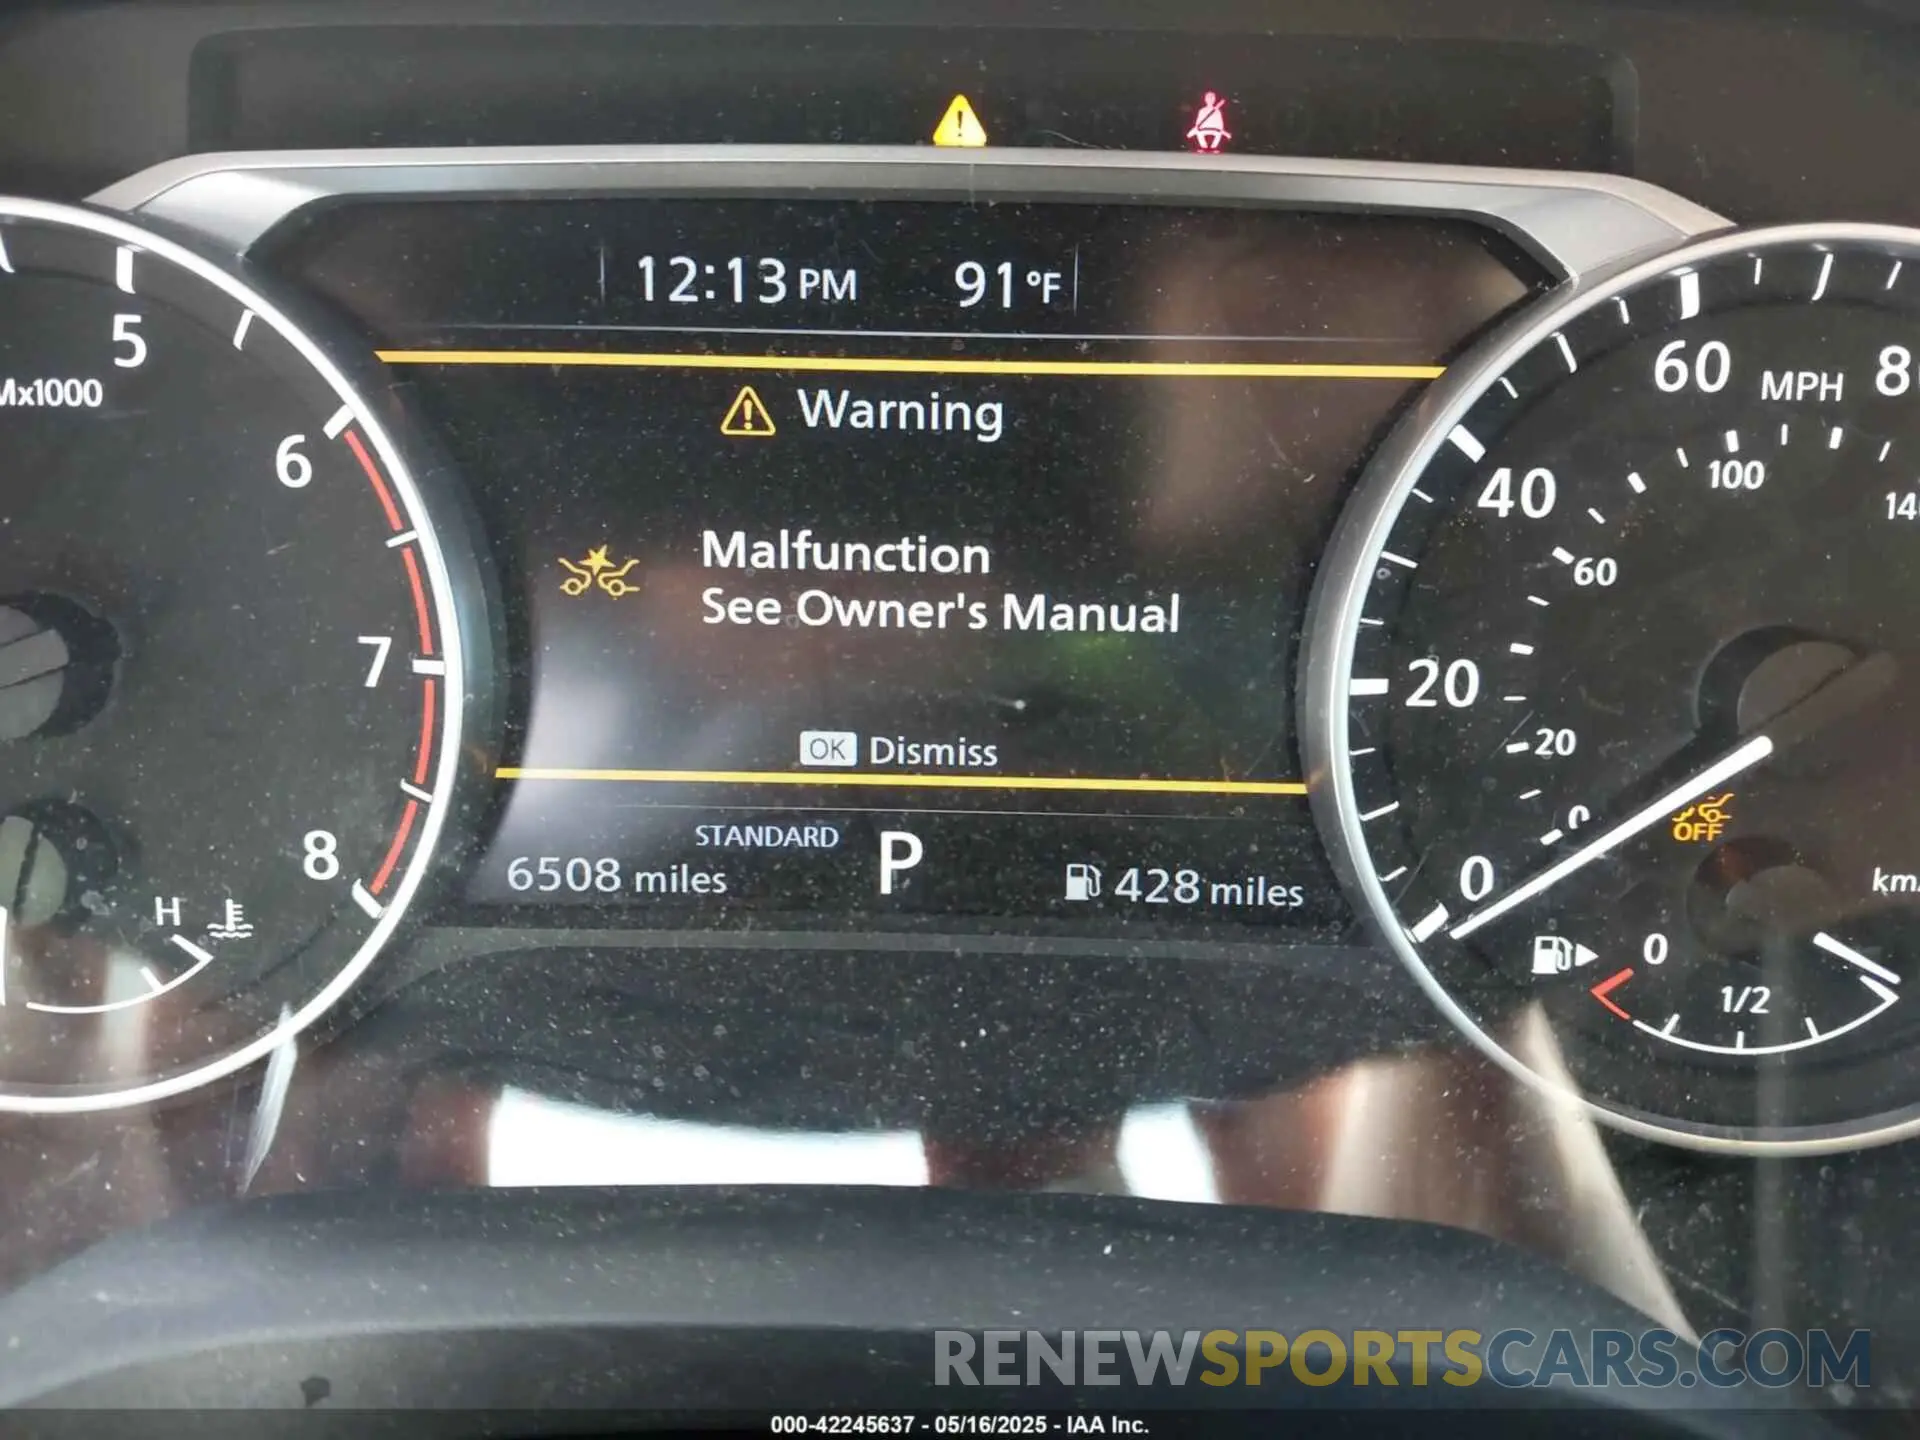 12:13 PM 91°F
Warning
Malfunction
See Owner's Manual
OK Dismiss
STANDARD
6508 miles P 428 miles
5
6
7
8
H
0
20
40
60
MPH
0
20
60
100
OFF
0
1/2
RENEWSPORTSCARS.COM
000-42245637 - 05/16/2025 - IAA Inc.